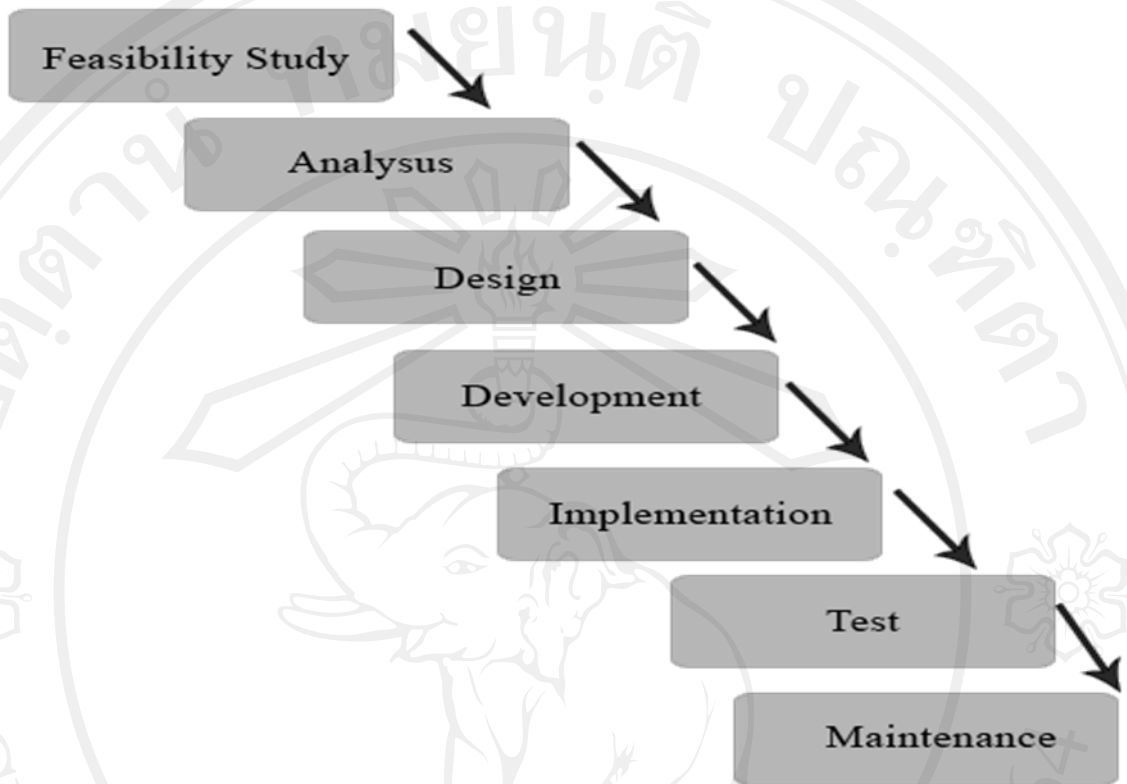 Feasibility Study
Analysus
Design
Development
Implementation
Test
Maintenance